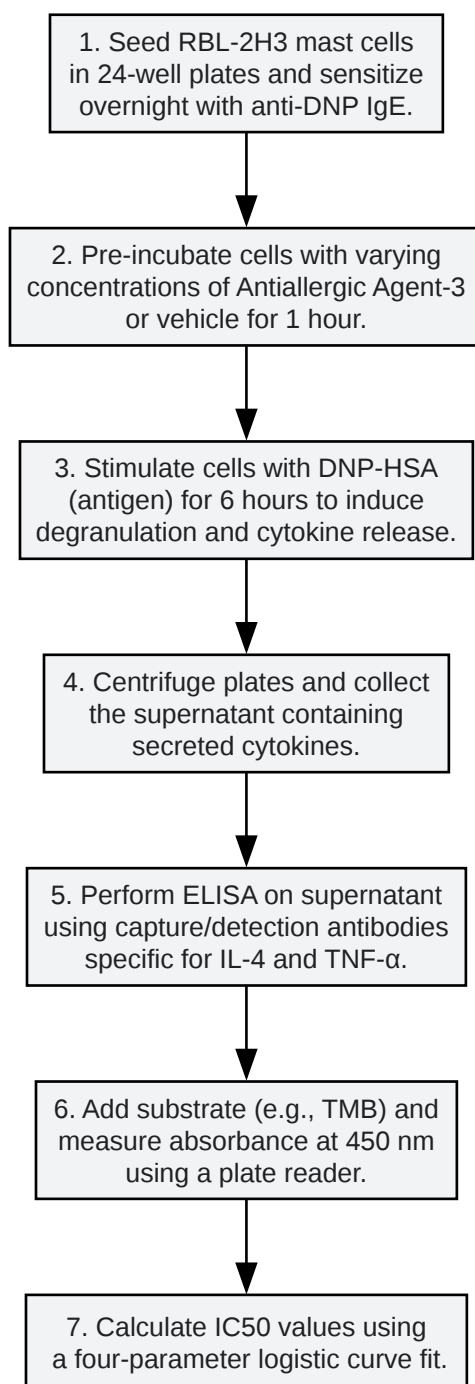 1. Seed RBL-2H3 mast cells
in 24-well plates and sensitize
overnight with anti-DNP IgE.
2. Pre-incubate cells with varying
concentrations of Antiallergic Agent-3
or vehicle for 1 hour.
3. Stimulate cells with DNP-HSA
(antigen) for 6 hours to induce
degranulation and cytokine release.
4. Centrifuge plates and collect
the supernatant containing
secreted cytokines.
5. Perform ELISA on supernatant
using capture/detection antibodies
specific for IL-4 and TNF-α.
6. Add substrate (e.g., TMB) and
measure absorbance at 450 nm
using a plate reader.
7. Calculate IC50 values using
a four-parameter logistic curve fit.